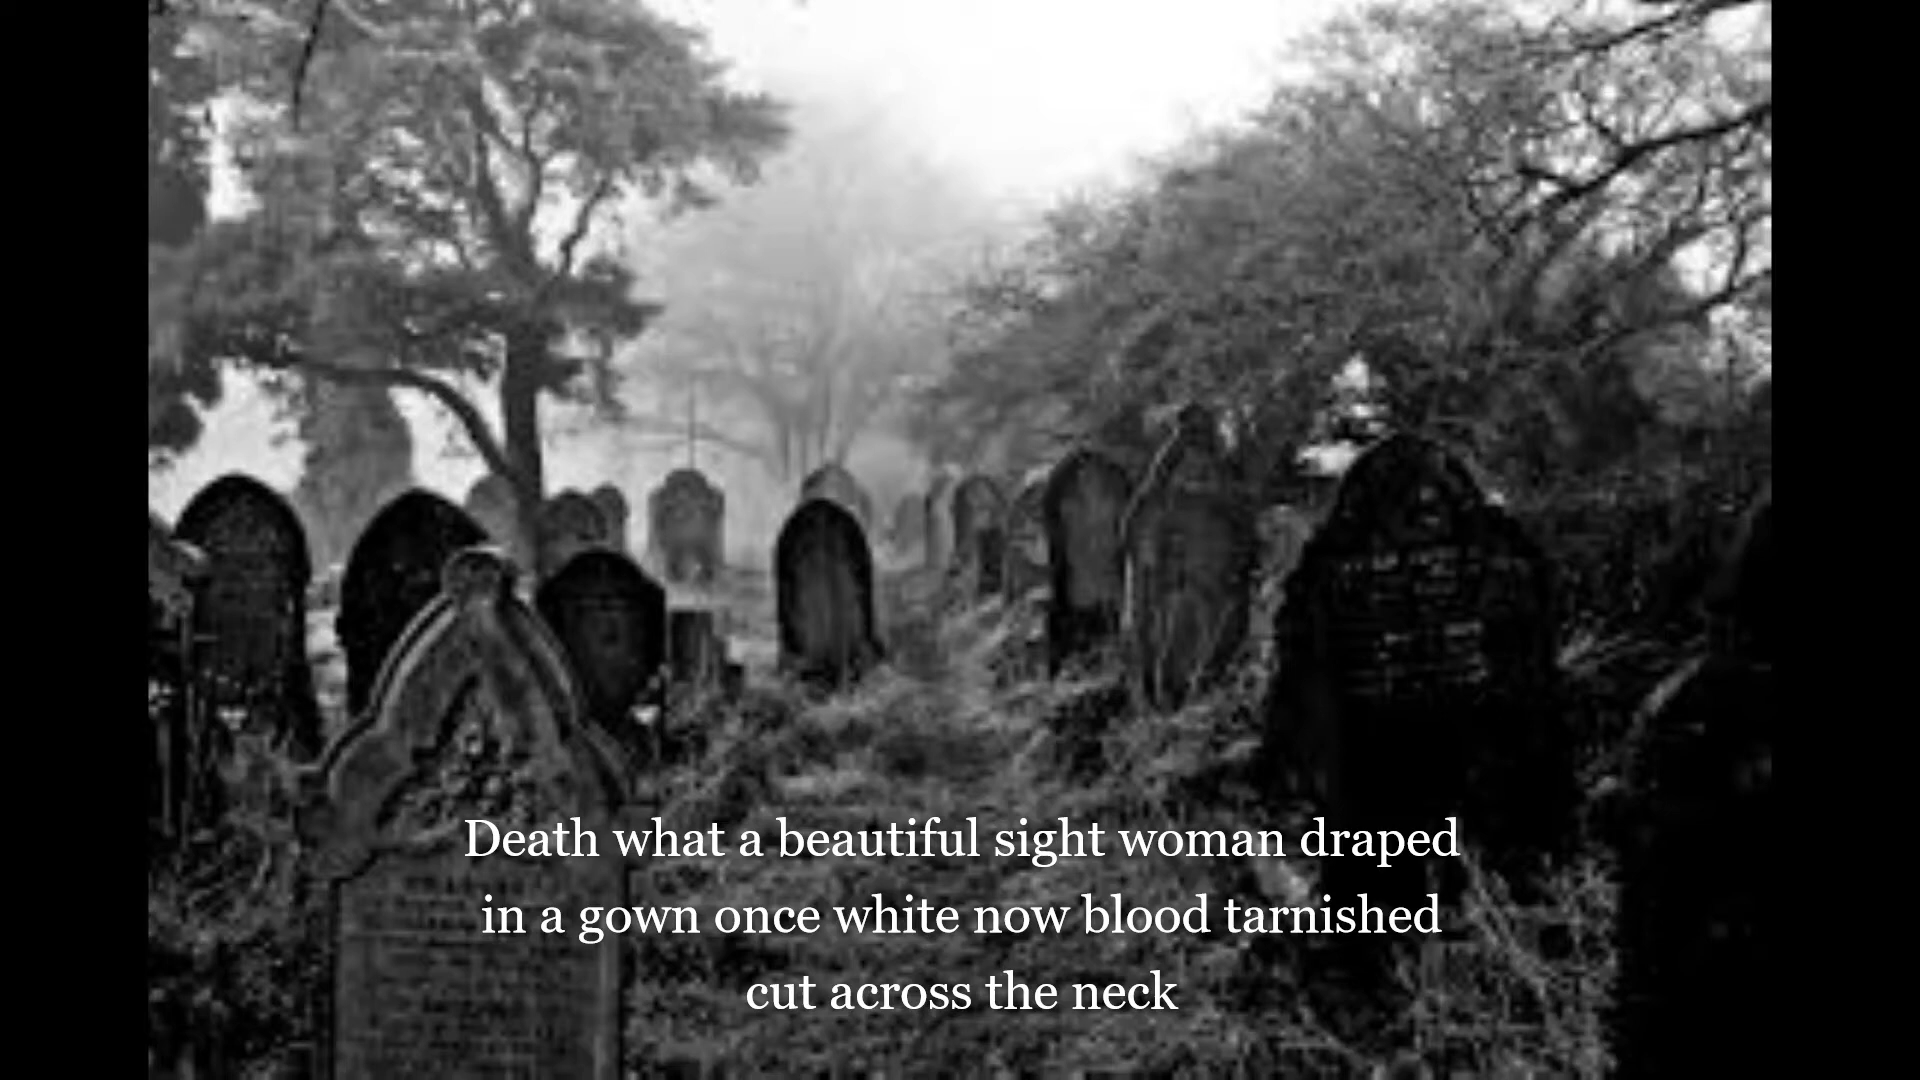 Death what a beautiful sight woman draped
in a gown once white now blood tarnished
cut across the neck